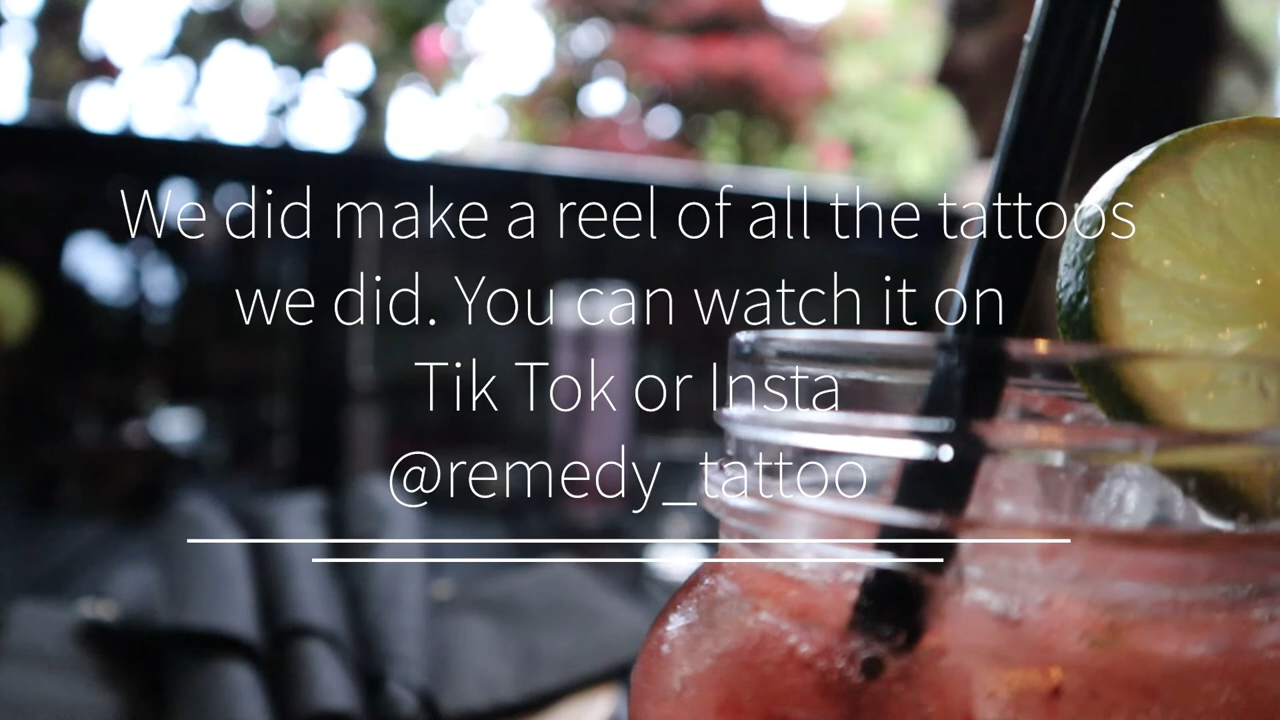 We did make a reel of all the tattoos
we did. You can watch it on
Tik Tok or Insta
@remedy_tattoo